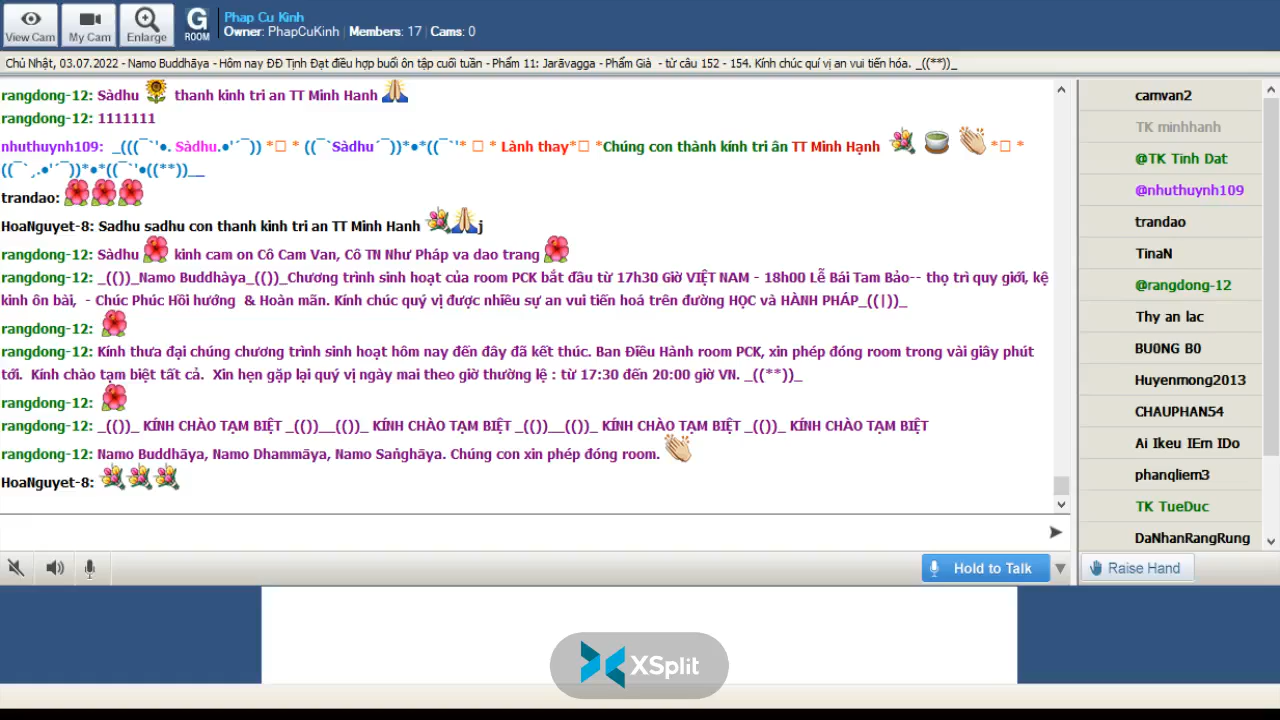 View Cam
My Cam
Enlarge
G
ROOM
Phap Cu Kinh
Owner: PhapCuKinh | Members: 17 | Cams: 0
Chủ Nhật, 03.07.2022 - Namo Buddhāya - Hôm nay ĐĐ Tịnh Đạt điều hợp buổi ôn tập cuối tuần - Phẩm 11: Jarāvagga - Phẩm Già - từ câu 152 - 154. Kính chúc quí vị an vui tiến hóa. _((**))_
rangdong-12: Sàdhu thanh kinh tri an TT Minh Hanh
rangdong-12: 1111111
nhuthuynh109: _(((¯`'●. Sàdhu.●'´¯)) * * ((¯`Sàdhu´¯))*●*((¯`'* * Lành thay* *Chúng con thành kính tri ân TT Minh Hạnh * *
((¯`¸.●'´¯))*●*((¯`'●((**))__
trandao:
HoaNguyet-8: Sadhu sadhu con thanh kinh tri an TT Minh Hanh j
rangdong-12: Sàdhu kinh cam on Cô Cam Van, Cô TN Như Pháp va dao trang
rangdong-12: _(())_Namo Buddhàya_(())_Chương trình sinh hoạt của room PCK bắt đầu từ 17h30 Giờ VIỆT NAM - 18h00 Lễ Bái Tam Bảo-- thọ trì quy giới, kệ
kinh ôn bài, - Chúc Phúc Hồi hướng & Hoàn mãn. Kính chúc quý vị được nhiều sự an vui tiến hoá trên đường HỌC và HÀNH PHÁP_((|))_
rangdong-12:
rangdong-12: Kính thưa đại chúng chương trình sinh hoạt hôm nay đến đây đã kết thúc. Ban Điều Hành room PCK, xin phép đóng room trong vài giây phút
tới. Kính chào tạm biệt tất cả. Xin hẹn gặp lại quý vị ngày mai theo giờ thường lệ : từ 17:30 đến 20:00 giờ VN. _((**))_
rangdong-12:
rangdong-12: _(())_ KÍNH CHÀO TẠM BIỆT _(())__(())_ KÍNH CHÀO TẠM BIỆT _(())__(())_ KÍNH CHÀO TẠM BIỆT _(())_ KÍNH CHÀO TẠM BIỆT
rangdong-12: Namo Buddhāya, Namo Dhammāya, Namo Saṅghāya. Chúng con xin phép đóng room.
HoaNguyet-8:
camvan2
TK minhhanh
@TK Tinh Dat
@nhuthuynh109
trandao
TinaN
@rangdong-12
Thy an lac
BU0NG B0
Huyenmong2013
CHAUPHAN54
Ai Ikeu IEm IDo
phanqliem3
TK TueDuc
DaNhanRangRung
Hold to Talk
Raise Hand
XSplit